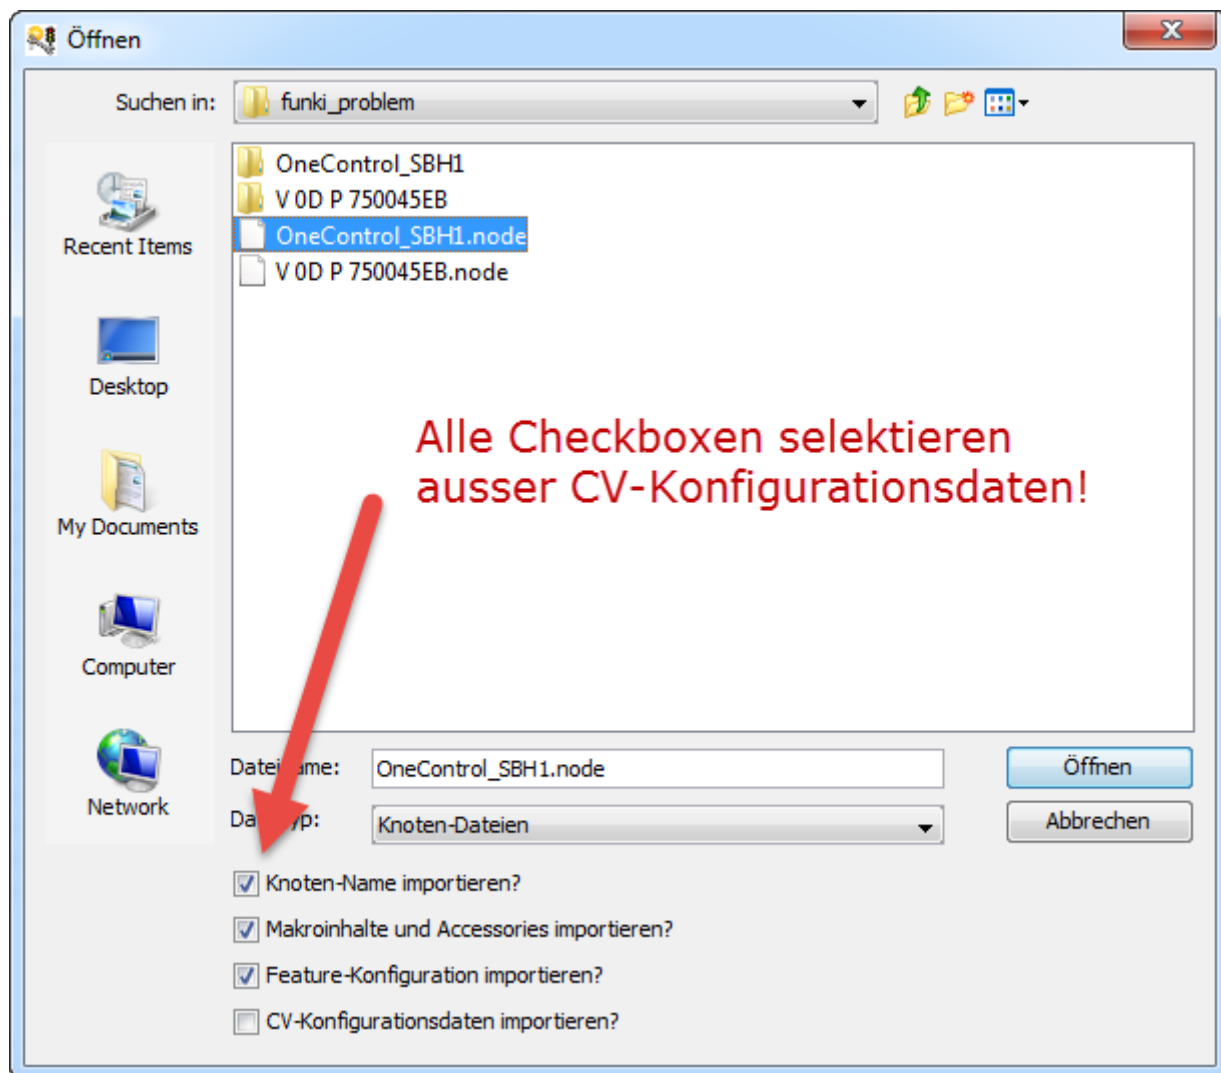 Öffnen
Suchen in: funki_problem
OneControl_SBH1
V 0D P 750045EB
OneControl_SBH1.node
V 0D P 750045EB.node
Recent Items
Desktop
My Documents
Computer
Network
Alle Checkboxen selektieren
ausser CV-Konfigurationsdaten!
OneControl_SBH1.node Öffnen
Knoten-Dateien Abbrechen
Knoten-Name importieren?
Makroinhalte und Accessories importieren?
Feature-Konfiguration importieren?
CV-Konfigurationsdaten importieren?